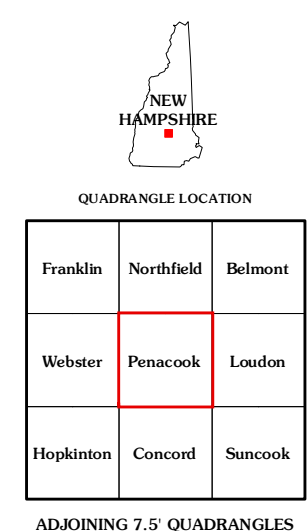 NEW
HAMPSHIRE
QUADRANGLE LOCATION
Franklin Northfield Belmont
Webster Penacook Loudon
Hopkinton Concord Suncook
ADJOINING 7.5' QUADRANGLES